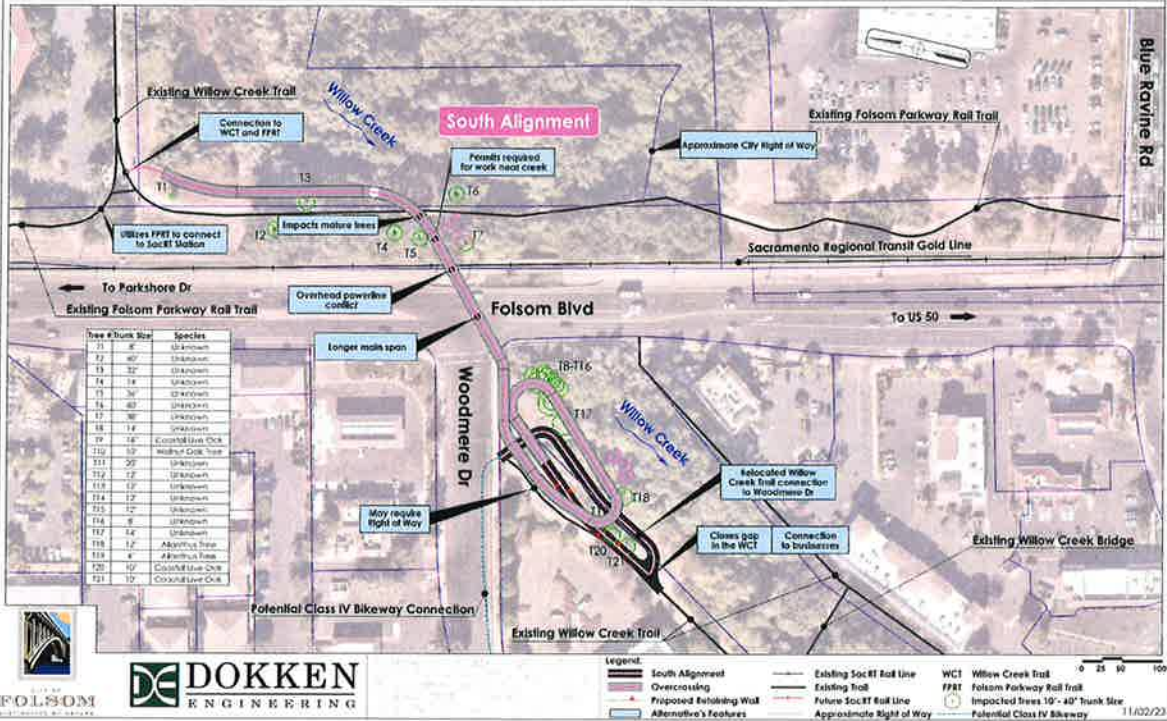 Blue Ravine Rd
Existing Willow Creek Trail
Connection to
WCT and FPRT
Willow Creek
South Alignment
Existing Folsom Parkway Rail Trail
Approximate City Right of Way
Permits required
for work near creek
T1
T3
T6
Utilizes FPRT to connect
to SacRT Station
T2
Impacts mature trees
T4
T5
T7
Sacramento Regional Transit Gold Line
To Parkshore Dr
Existing Folsom Parkway Rail Trail
Overhead powerline
conflict
Folsom Blvd
To US 50
Longer main span
Tree # Trunk Size Species
T1 8" Unknown
T2 60" Unknown
T3 32" Unknown
T4 14" Unknown
T5 36" Unknown
T6 60" Unknown
T7 38" Unknown
T8 14" Unknown
T9 16" Coastal Live Oak
T10 10" Walnut Oak Tree
T11 20" Unknown
T12 12" Unknown
T13 12" Unknown
T14 12" Unknown
T15 12" Unknown
T16 8" Unknown
T17 14" Unknown
T18 12" Ailanthus Tree
T19 4" Ailanthus Tree
T20 10" Coastal Live Oak
T21 10" Coastal Live Oak
Woodmere Dr
T8-T16
T17
Willow Creek
T18
Relocated Willow
Creek Trail connection
to Woodmere Dr
May require
Right of Way
T20
T21
Closes gap
in the WCT
Connection
to businesses
Existing Willow Creek Bridge
Potential Class IV Bikeway Connection
Existing Willow Creek Trail
CITY OF
FOLSOM
DISTINCTIVE BY NATURE
DOKKEN
ENGINEERING
Legend:
South Alignment
Overcrossing
Proposed Retaining Wall
Alternative's Features
Existing SacRT Rail Line
Existing Trail
Future SacRT Rail Line
Approximate Right of Way
WCT Willow Creek Trail
FPRT Folsom Parkway Rail Trail
Impacted Trees 10"- 60" Trunk Size
Potential Class IV Bikeway
0 25 50 100
11/02/23